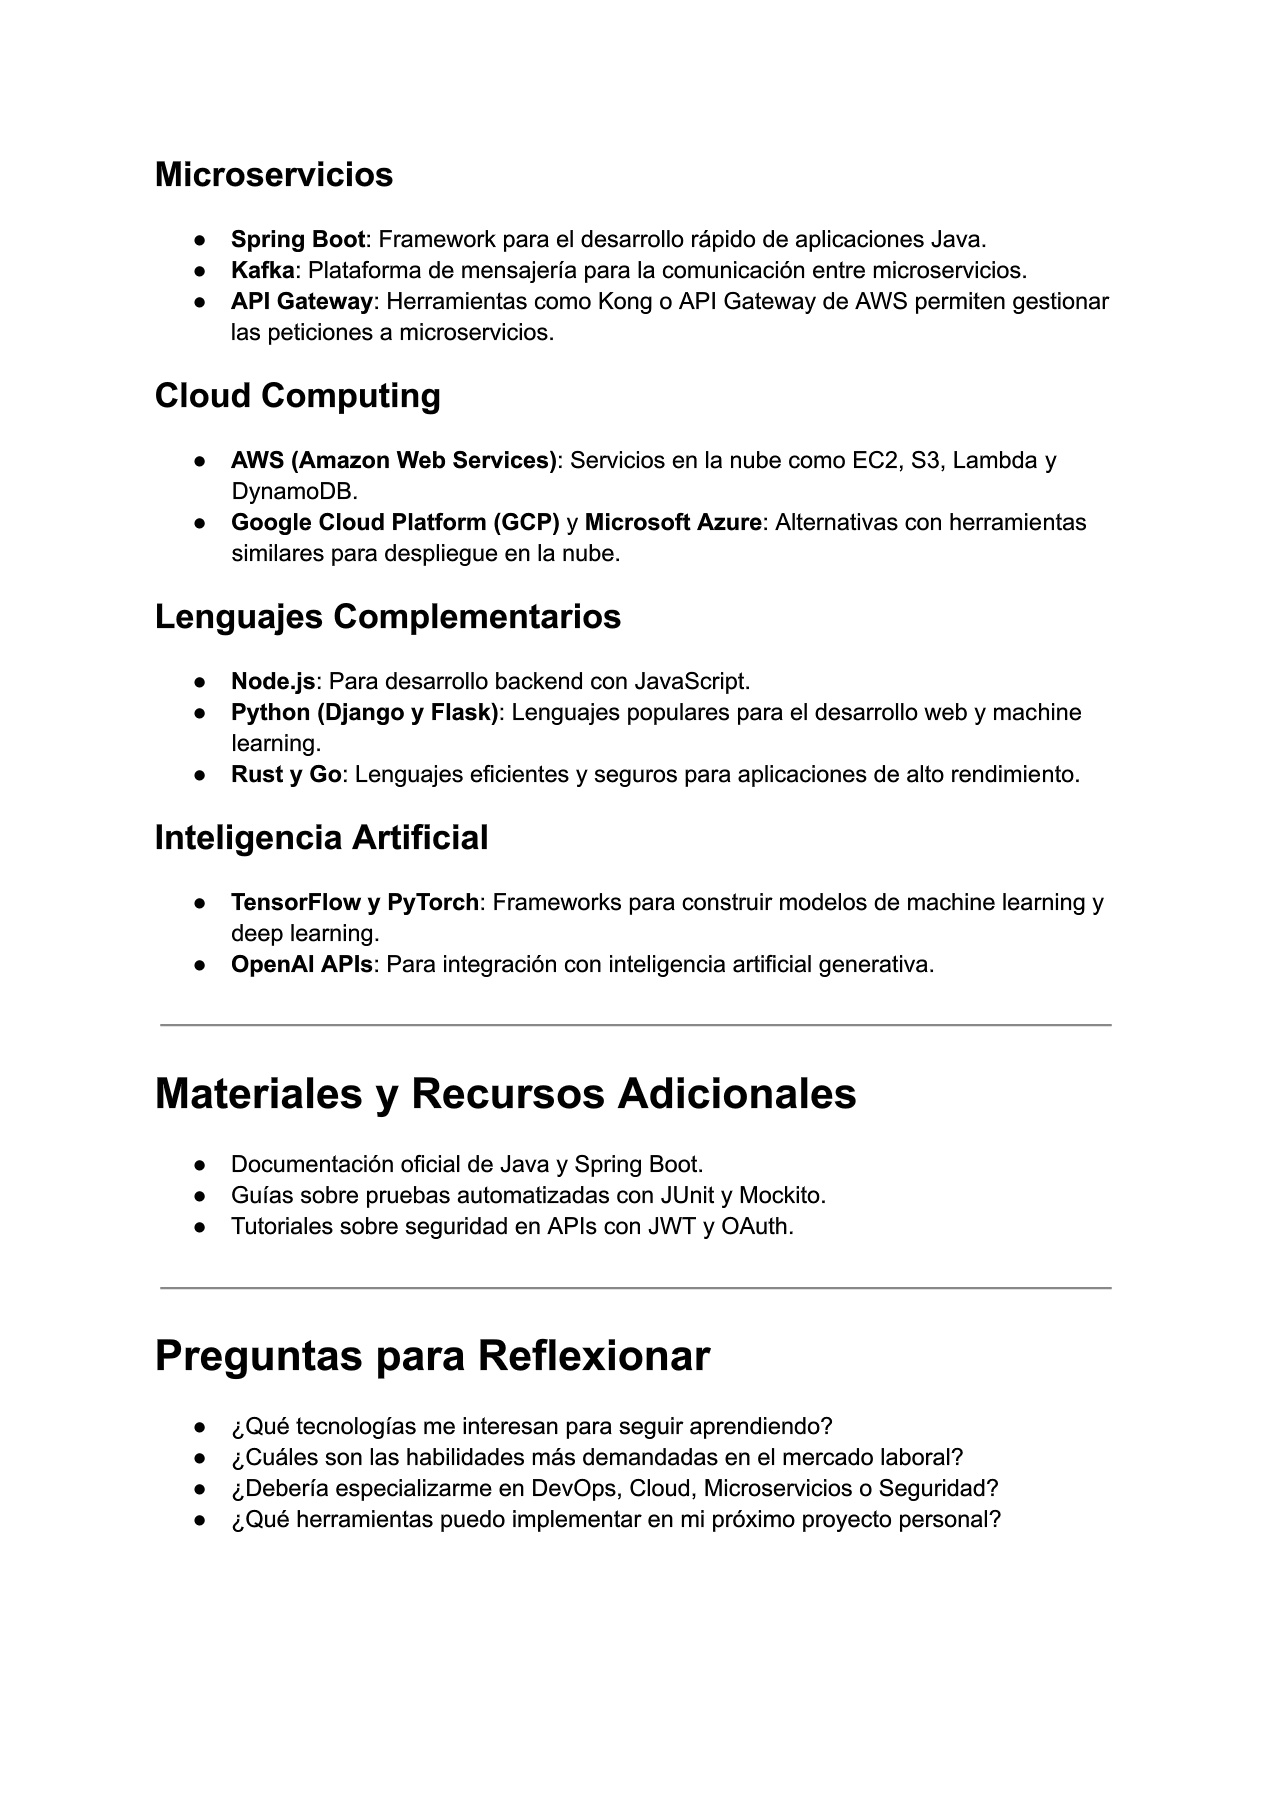 Microservicios
● Spring Boot: Framework para el desarrollo rápido de aplicaciones Java.
● Kafka: Plataforma de mensajería para la comunicación entre microservicios.
● API Gateway: Herramientas como Kong o API Gateway de AWS permiten gestionar
las peticiones a microservicios.
Cloud Computing
● AWS (Amazon Web Services): Servicios en la nube como EC2, S3, Lambda y
DynamoDB.
● Google Cloud Platform (GCP) y Microsoft Azure: Alternativas con herramientas
similares para despliegue en la nube.
Lenguajes Complementarios
● Node.js: Para desarrollo backend con JavaScript.
● Python (Django y Flask): Lenguajes populares para el desarrollo web y machine
learning.
● Rust y Go: Lenguajes eficientes y seguros para aplicaciones de alto rendimiento.
Inteligencia Artificial
● TensorFlow y PyTorch: Frameworks para construir modelos de machine learning y
deep learning.
● OpenAI APIs: Para integración con inteligencia artificial generativa.
Materiales y Recursos Adicionales
● Documentación oficial de Java y Spring Boot.
● Guías sobre pruebas automatizadas con JUnit y Mockito.
● Tutoriales sobre seguridad en APIs con JWT y OAuth.
Preguntas para Reflexionar
● ¿Qué tecnologías me interesan para seguir aprendiendo?
● ¿Cuáles son las habilidades más demandadas en el mercado laboral?
● ¿Debería especializarme en DevOps, Cloud, Microservicios o Seguridad?
● ¿Qué herramientas puedo implementar en mi próximo proyecto personal?